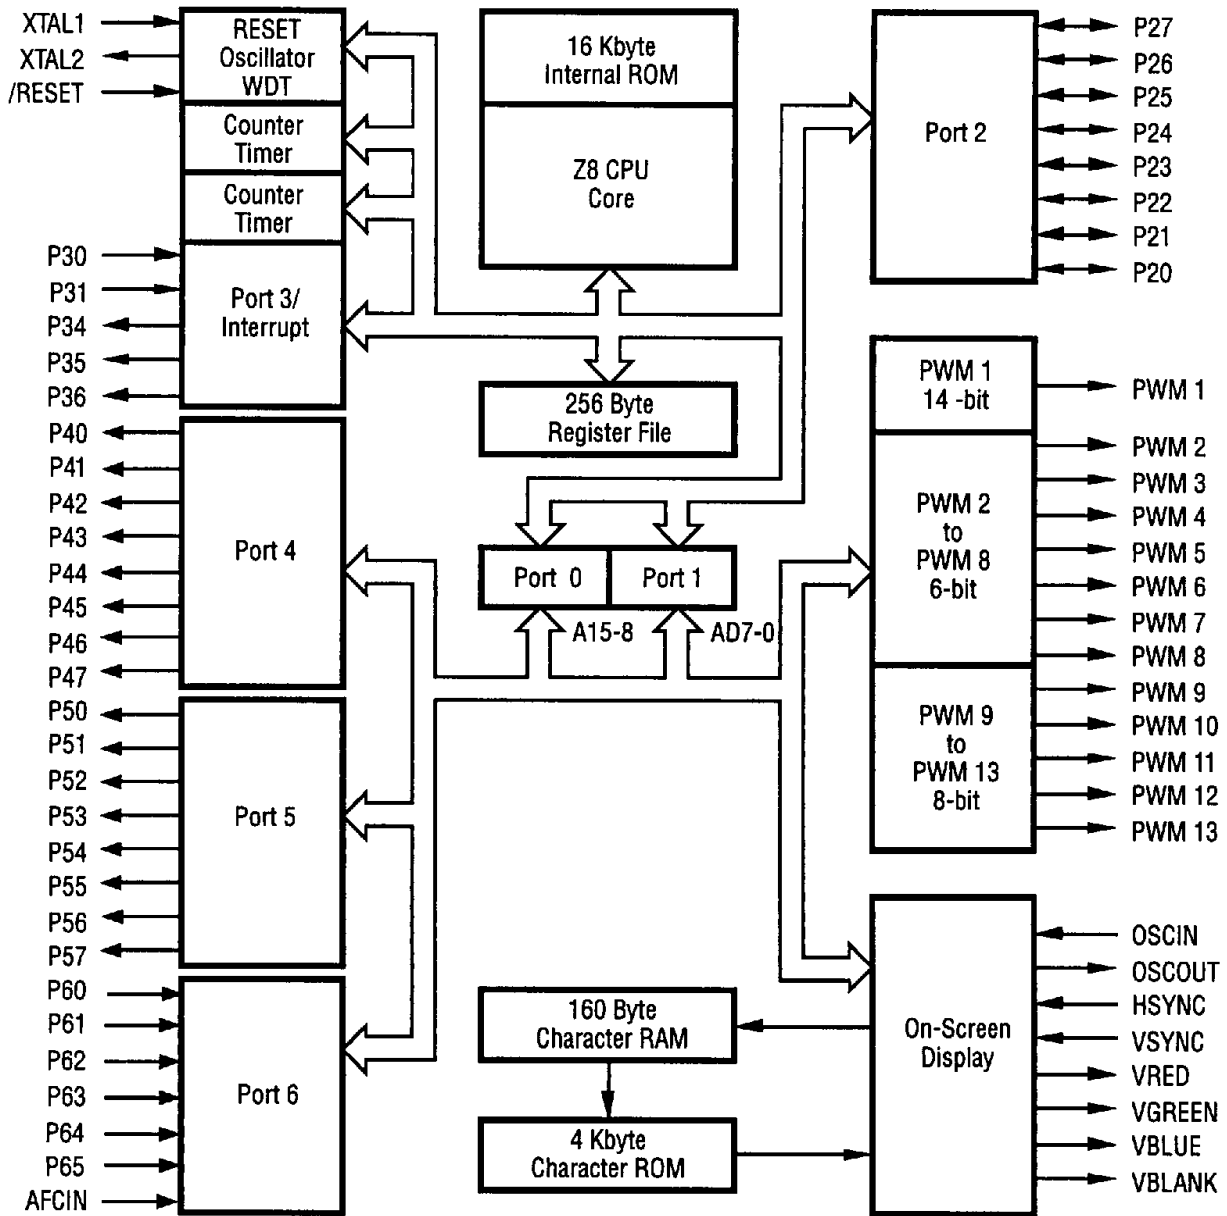 XTAL1
XTAL2
/RESET
RESET
Oscillator
WDT
Counter
Timer
Counter
Timer
P30
P31
P34
P35
P36
Port 3/
Interrupt
P40
P41
P42
P43
P44
P45
P46
P47
Port 4
P50
P51
P52
P53
P54
P55
P56
P57
Port 5
P60
P61
P62
P63
P64
P65
AFCIN
Port 6
16 Kbyte
Internal ROM
Z8 CPU
Core
256 Byte
Register File
Port 0
Port 1
A15-8
AD7-0
160 Byte
Character RAM
4 Kbyte
Character ROM
Port 2
P27
P26
P25
P24
P23
P22
P21
P20
PWM 1
14 -bit
PWM 2
to
PWM 8
6-bit
PWM 9
to
PWM 13
8-bit
PWM 1
PWM 2
PWM 3
PWM 4
PWM 5
PWM 6
PWM 7
PWM 8
PWM 9
PWM 10
PWM 11
PWM 12
PWM 13
On-Screen
Display
OSCIN
OSCOUT
HSYNC
VSYNC
VRED
VGREEN
VBLUE
VBLANK